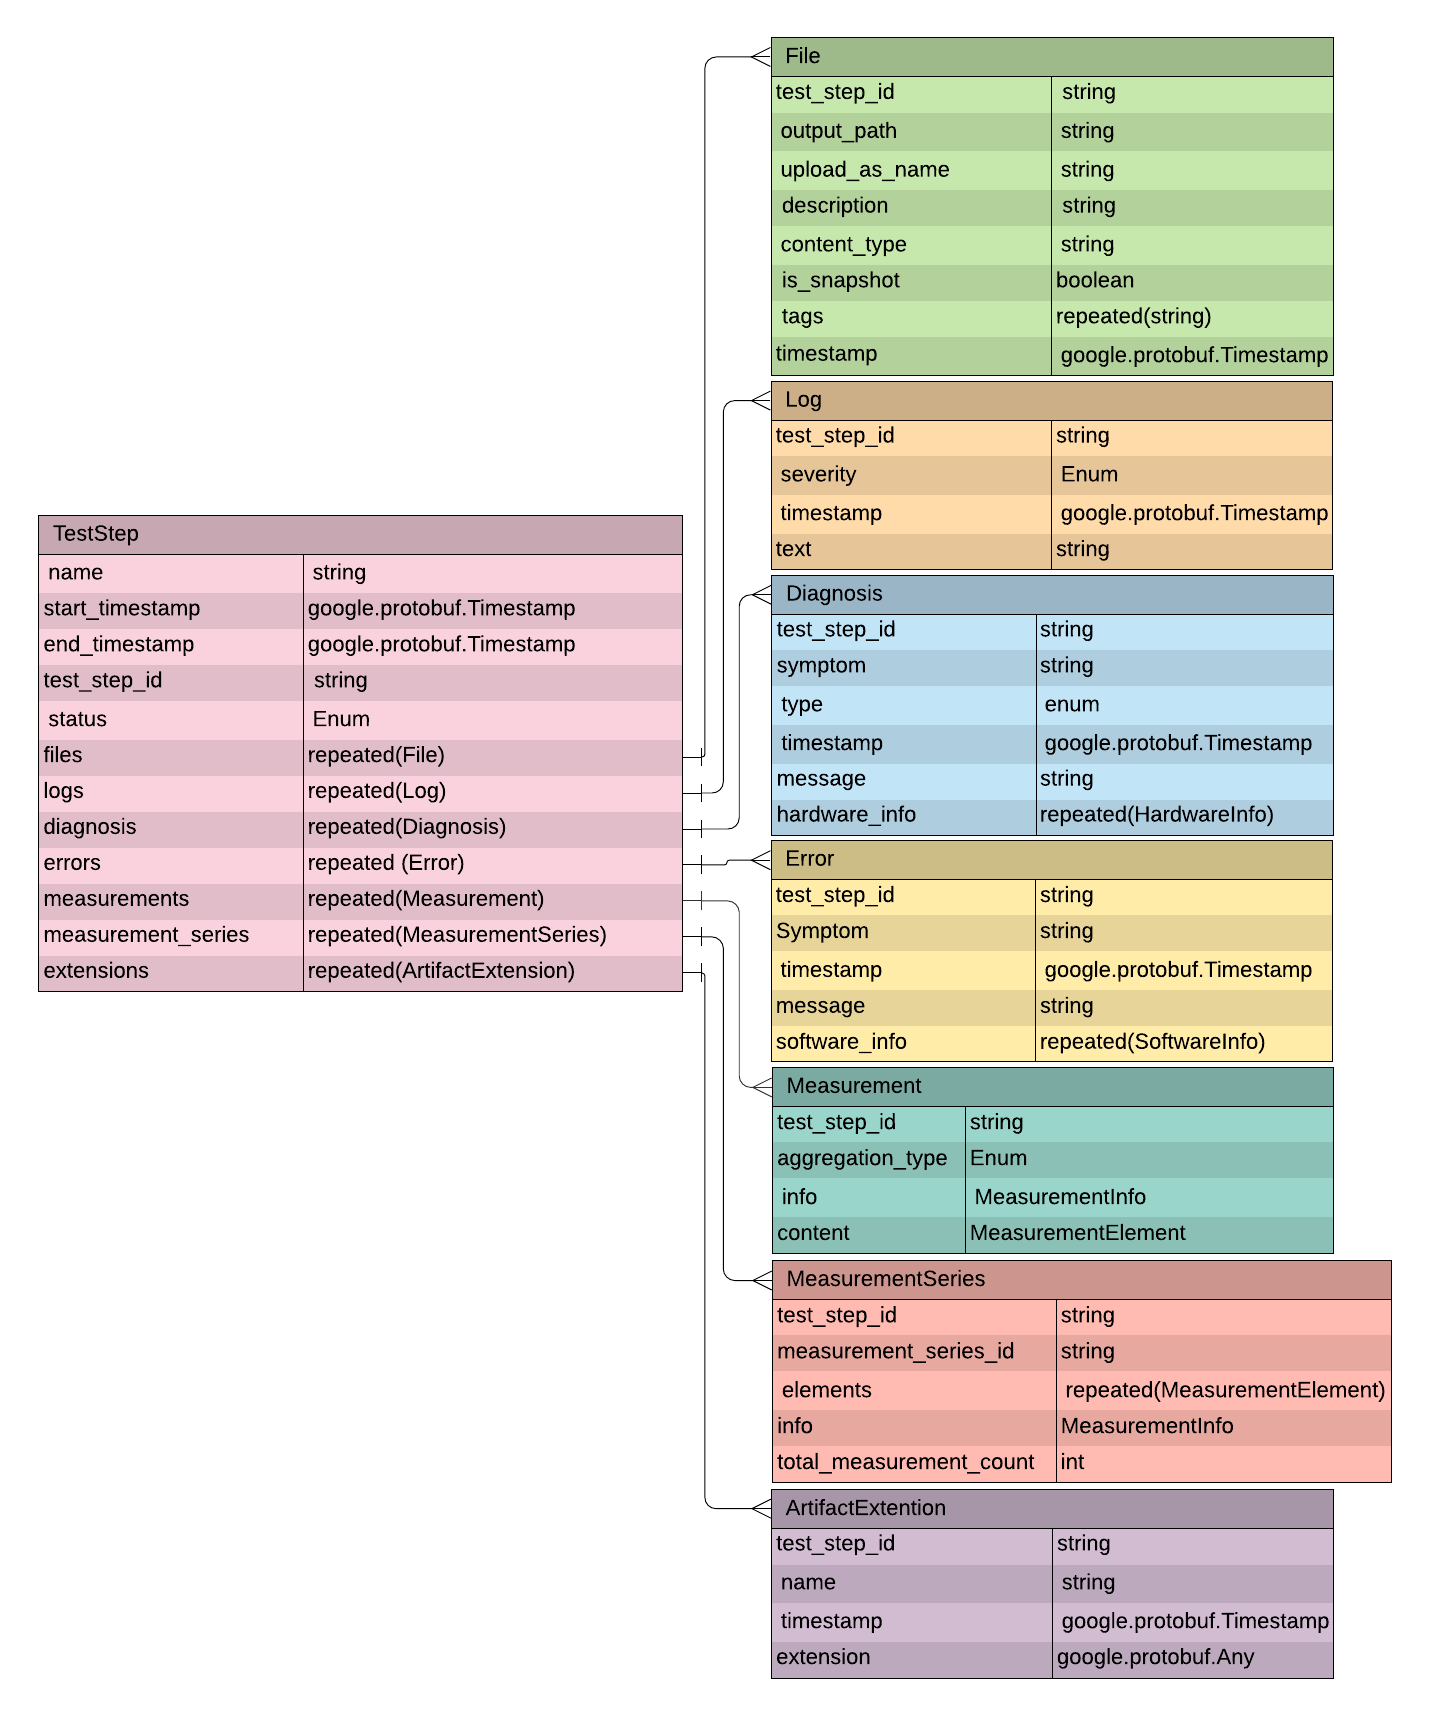 TestStep
name string
start_timestamp google.protobuf.Timestamp
end_timestamp google.protobuf.Timestamp
test_step_id string
status Enum
files repeated(File)
logs repeated(Log)
diagnosis repeated(Diagnosis)
errors repeated (Error)
measurements repeated(Measurement)
measurement_series repeated(MeasurementSeries)
extensions repeated(ArtifactExtension)
File
test_step_id string
output_path string
upload_as_name string
description string
content_type string
is_snapshot boolean
tags repeated(string)
timestamp google.protobuf.Timestamp
Log
test_step_id string
severity Enum
timestamp google.protobuf.Timestamp
text string
Diagnosis
test_step_id string
symptom string
type enum
timestamp google.protobuf.Timestamp
message string
hardware_info repeated(HardwareInfo)
Error
test_step_id string
Symptom string
timestamp google.protobuf.Timestamp
message string
software_info repeated(SoftwareInfo)
Measurement
test_step_id string
aggregation_type Enum
info MeasurementInfo
content MeasurementElement
MeasurementSeries
test_step_id string
measurement_series_id string
elements repeated(MeasurementElement)
info MeasurementInfo
total_measurement_count int
ArtifactExtention
test_step_id string
name string
timestamp google.protobuf.Timestamp
extension google.protobuf.Any